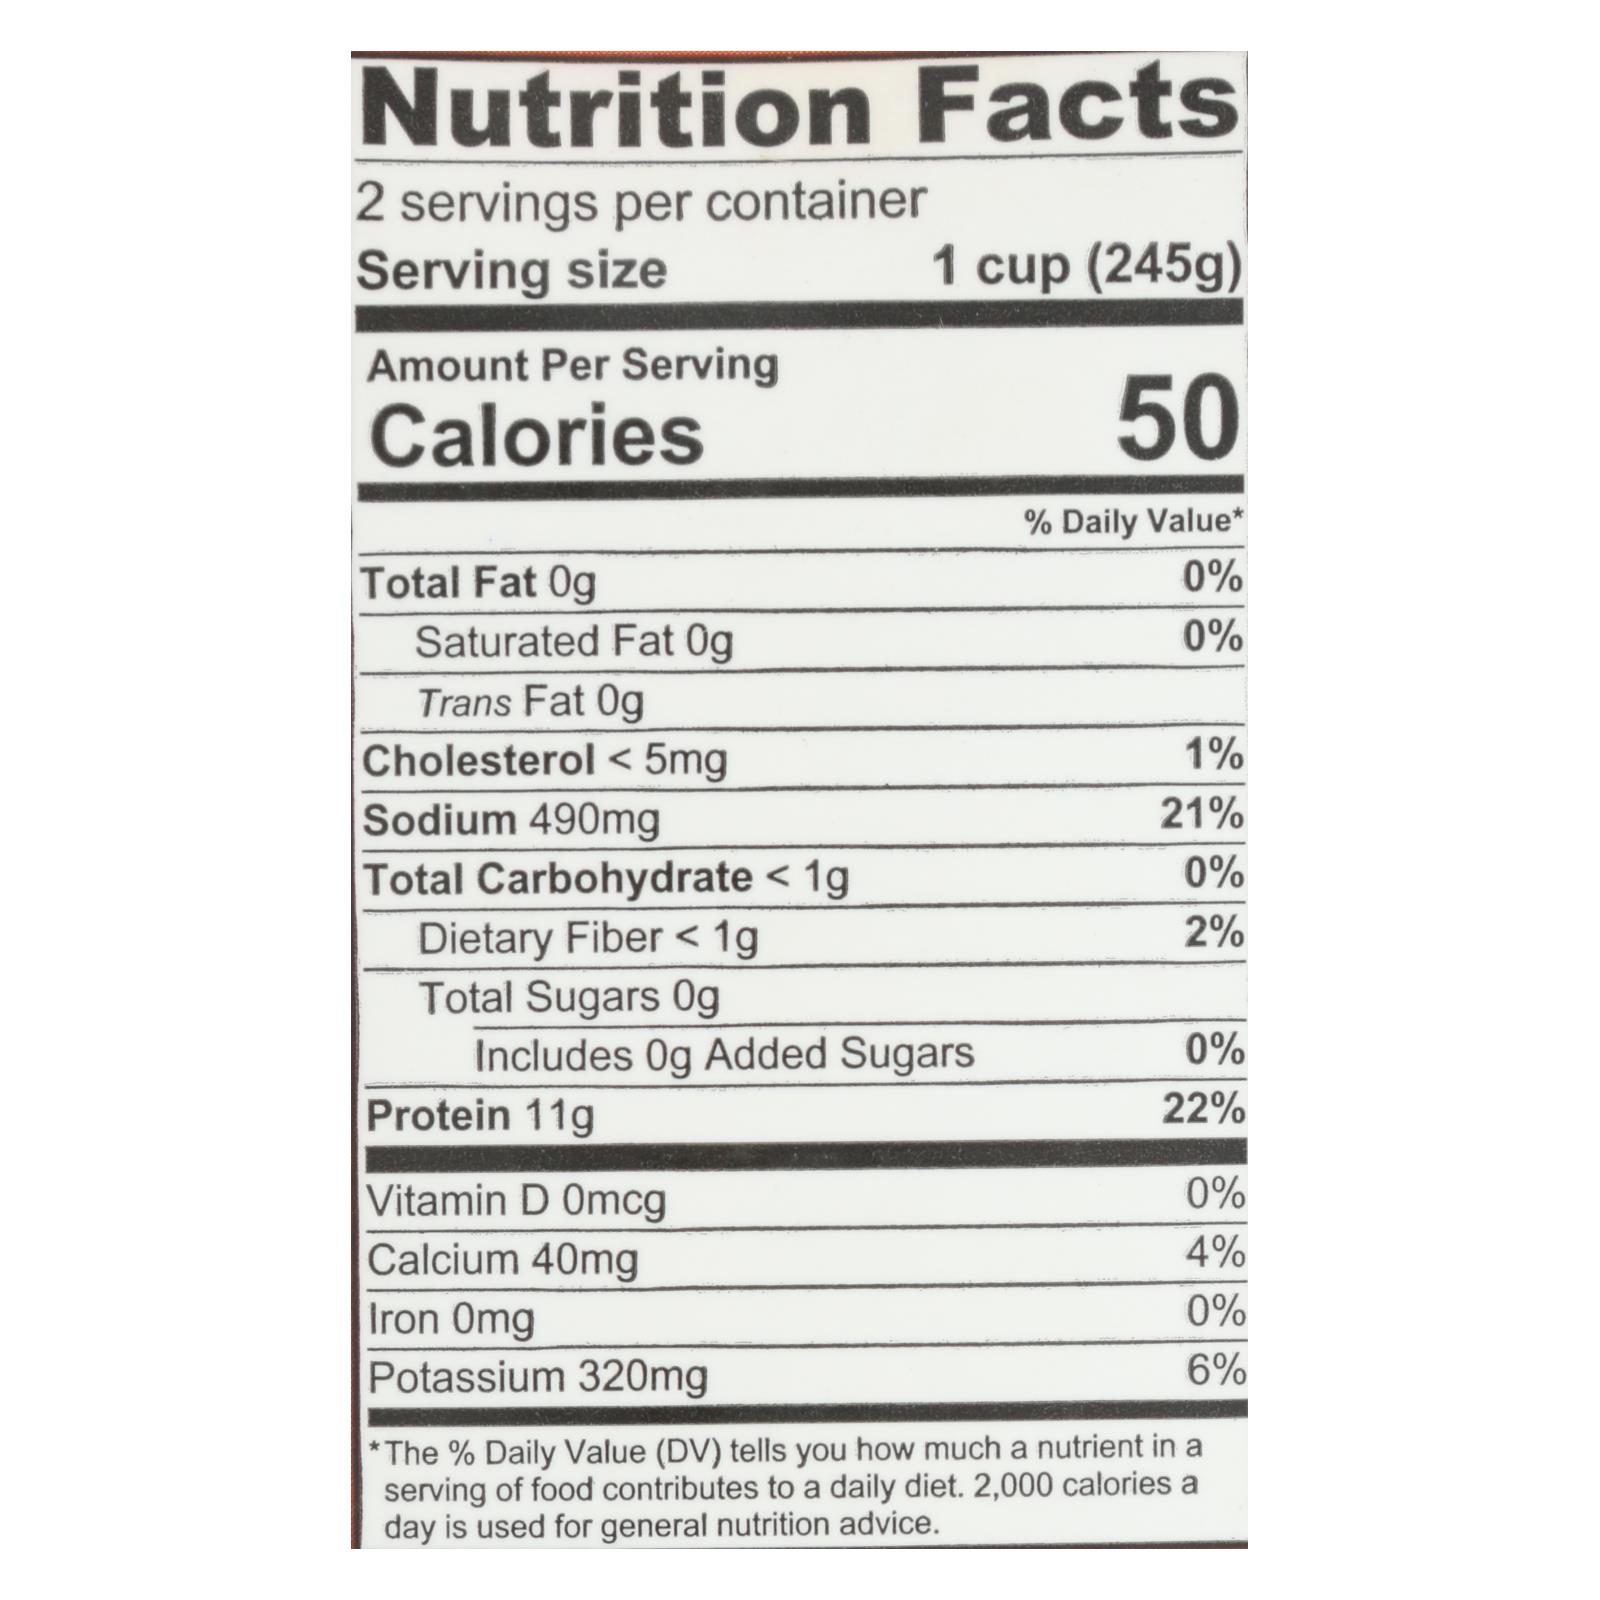 Nutrition Facts
2 servings per container
Serving size 1 cup (245g)
Amount Per Serving
Calories 50
% Daily Value*
Total Fat 0g 0%
Saturated Fat 0g 0%
Trans Fat 0g
Cholesterol < 5mg 1%
Sodium 490mg 21%
Total Carbohydrate < 1g 0%
Dietary Fiber < 1g 2%
Total Sugars 0g
Includes 0g Added Sugars 0%
Protein 11g 22%
Vitamin D 0mcg 0%
Calcium 40mg 4%
Iron 0mg 0%
Potassium 320mg 6%
*The % Daily Value (DV) tells you how much a nutrient in a
serving of food contributes to a daily diet. 2,000 calories a
day is used for general nutrition advice.